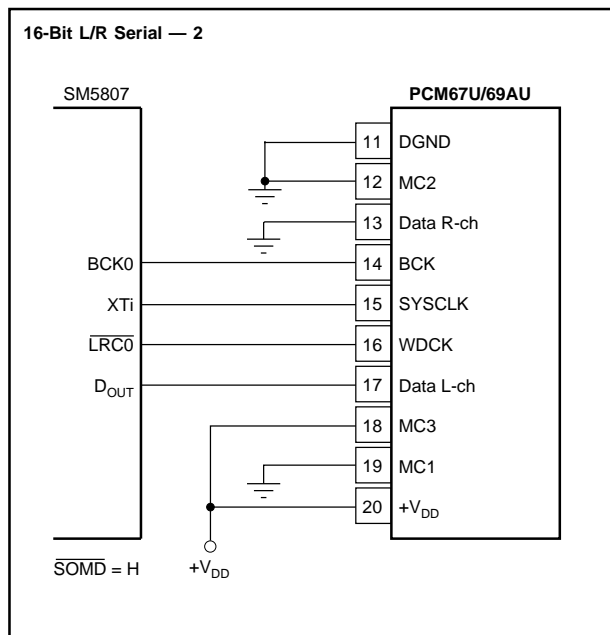 16-Bit L/R Serial — 2
SM5807
PCM67U/69AU
11 DGND
12 MC2
13 Data R-ch
BCK0 14 BCK
XTi 15 SYSCLK
LRC0 16 WDCK
DOUT 17 Data L-ch
18 MC3
19 MC1
20 +VDD
SOMD = H
+VDD